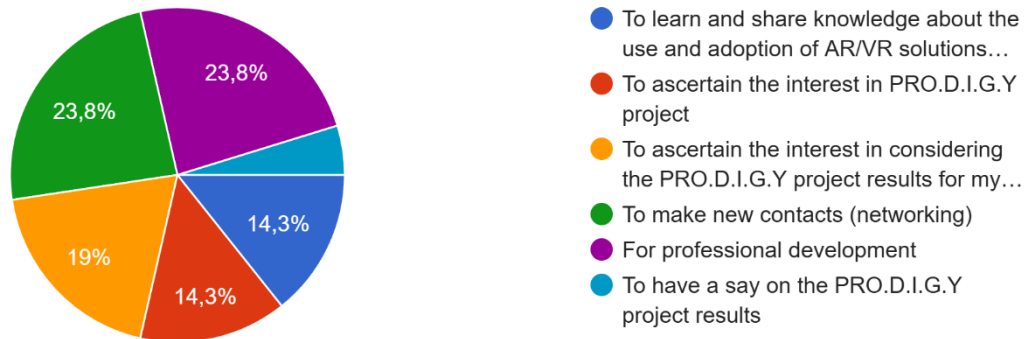 23,8%
23,8%
14,3%
19%
14,3%
To learn and share knowledge about the
use and adoption of AR/VR solutions…
To ascertain the interest in PRO.D.I.G.Y
project
To ascertain the interest in considering
the PRO.D.I.G.Y project results for my…
To make new contacts (networking)
For professional development
To have a say on the PRO.D.I.G.Y
project results